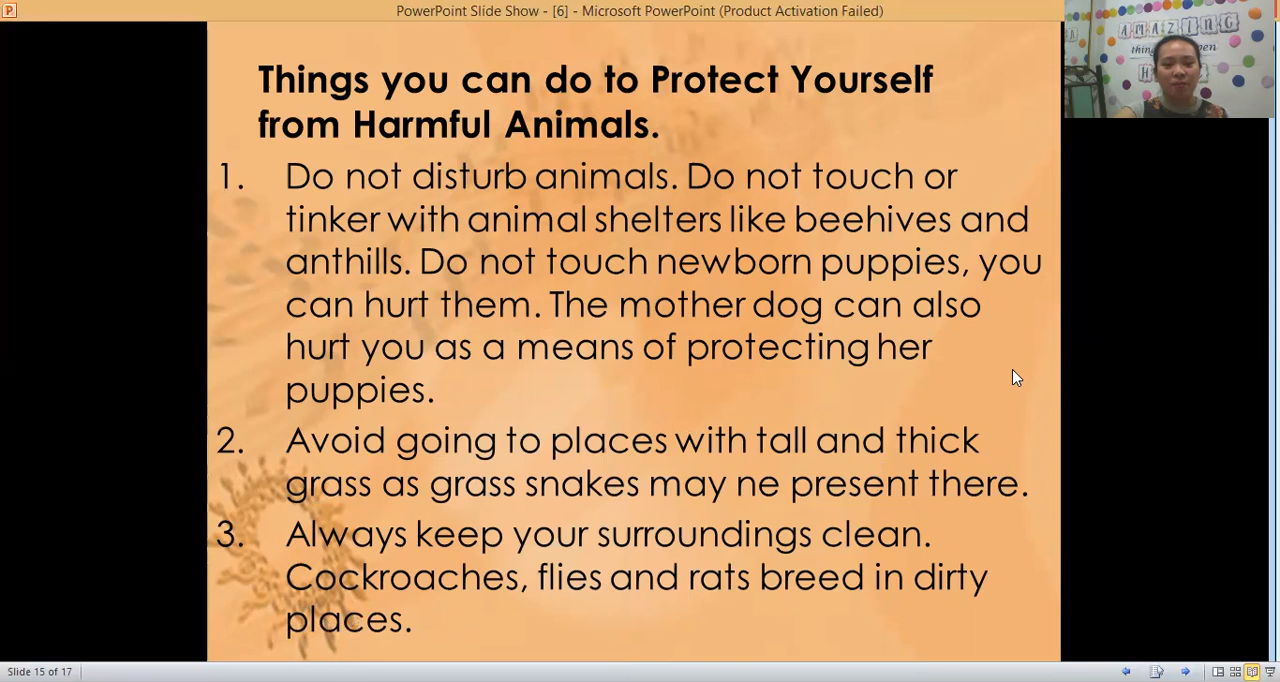 PowerPoint Slide Show - [6] - Microsoft PowerPoint (Product Activation Failed)
AMAZING
Things you can do to Protect Yourself
from Harmful Animals.
1. Do not disturb animals. Do not touch or
tinker with animal shelters like beehives and
anthills. Do not touch newborn puppies, you
can hurt them. The mother dog can also
hurt you as a means of protecting her
puppies.
2. Avoid going to places with tall and thick
grass as grass snakes may ne present there.
3. Always keep your surroundings clean.
Cockroaches, flies and rats breed in dirty
places.
Slide 15 of 17